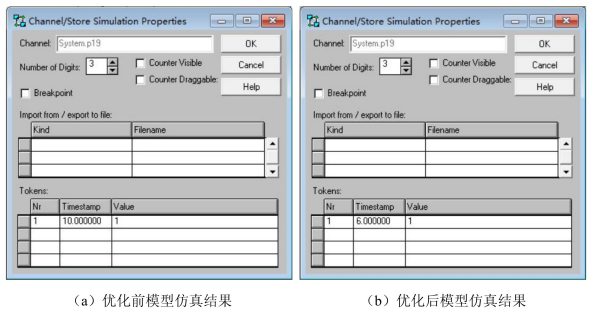 Channel/Store Simulation Properties
Channel: System.p19
OK
Number of Digits: 3
Counter Visible
Cancel
Counter Draggable:
Help
Breakpoint
Import from / export to file:
Kind Filename
Tokens:
Nr Timestamp Value
1 10.000000 1
(a)优化前模型仿真结果
Channel/Store Simulation Properties
Channel: System.p19
OK
Number of Digits: 3
Counter Visible
Cancel
Counter Draggable:
Help
Breakpoint
Import from / export to file:
Kind Filename
Tokens:
Nr Timestamp Value
1 6.000000 1
(b)优化后模型仿真结果